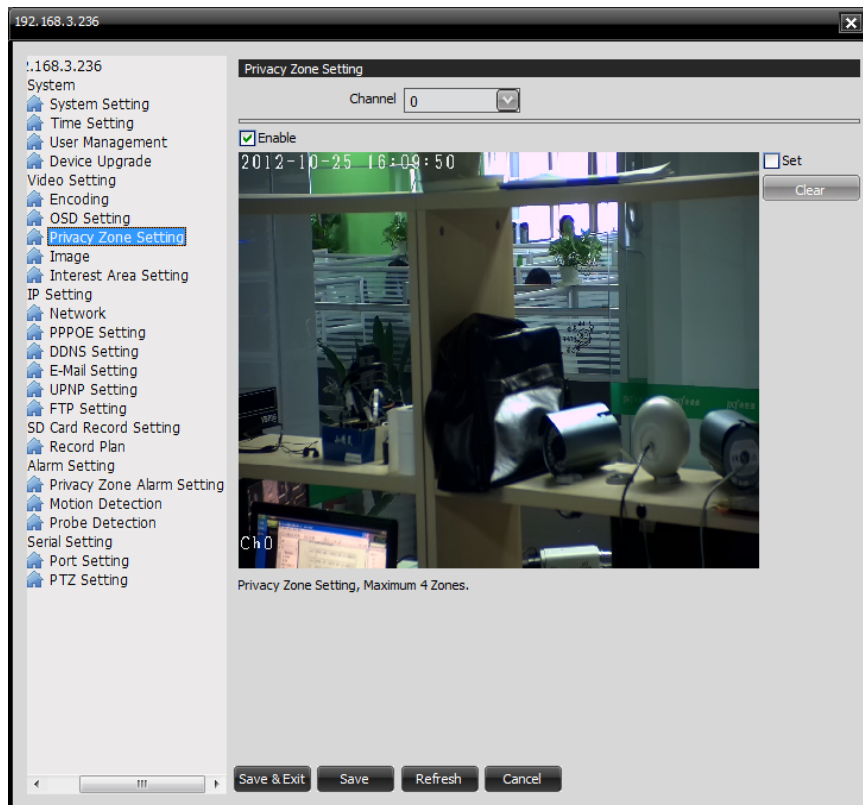 192.168.3.236
.168.3.236
System
System Setting
Time Setting
User Management
Device Upgrade
Video Setting
Encoding
OSD Setting
Privacy Zone Setting
Image
Interest Area Setting
IP Setting
Network
PPPOE Setting
DDNS Setting
E-Mail Setting
UPNP Setting
FTP Setting
SD Card Record Setting
Record Plan
Alarm Setting
Privacy Zone Alarm Setting
Motion Detection
Probe Detection
Serial Setting
Port Setting
PTZ Setting
Privacy Zone Setting
Channel 0
Enable
2012-10-25 16:09:50
Set
Clear
Ch0
Privacy Zone Setting, Maximum 4 Zones.
Save & Exit Save Refresh Cancel